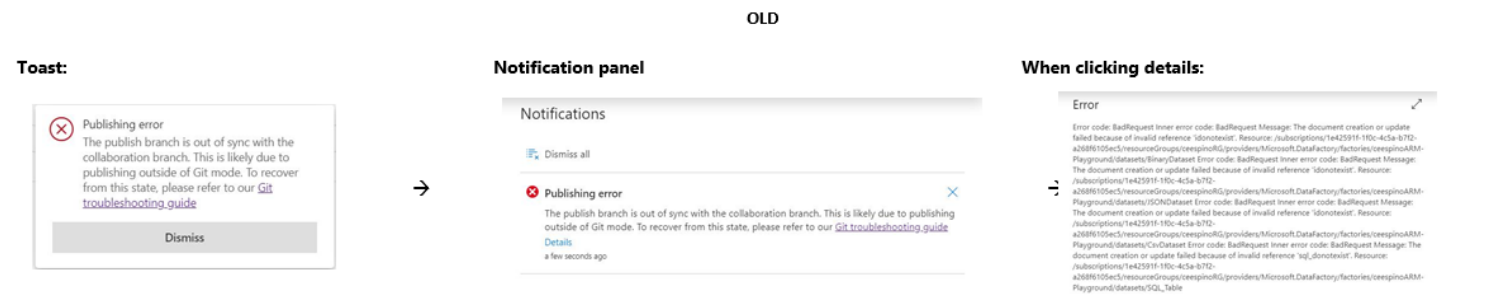 OLD
Toast:
Publishing error
The publish branch is out of sync with the
collaboration branch. This is likely due to
publishing outside of Git mode. To recover
from this state, please refer to our Git
troubleshooting guide
Dismiss
→
Notification panel
Notifications
Dismiss all
Publishing error
The publish branch is out of sync with the collaboration branch. This is likely due to publishing
outside of Git mode. To recover from this state, please refer to our Git troubleshooting guide
Details
a few seconds ago
→
When clicking details:
Error
Error code: BadRequest Inner error code: BadRequest Message: The document creation or update
failed because of invalid reference 'idonotexist'. Resource: /subscriptions/1e42591f-1f0c-4c5a-b7f2-
a268f6105ec5/resourceGroups/ceespinoRG/providers/Microsoft.DataFactory/factories/ceespinoARM-
Playground/datasets/BinaryDataset Error code: BadRequest Inner error code: BadRequest Message:
The document creation or update failed because of invalid reference 'idonotexist'. Resource:
/subscriptions/1e42591f-1f0c-4c5a-b7f2-
a268f6105ec5/resourceGroups/ceespinoRG/providers/Microsoft.DataFactory/factories/ceespinoARM-
Playground/datasets/JSONDataset Error code: BadRequest Inner error code: BadRequest Message:
The document creation or update failed because of invalid reference 'idonotexist'. Resource:
/subscriptions/1e42591f-1f0c-4c5a-b7f2-
a268f6105ec5/resourceGroups/ceespinoRG/providers/Microsoft.DataFactory/factories/ceespinoARM-
Playground/datasets/CsvDataset Error code: BadRequest Inner error code: BadRequest Message: The
document creation or update failed because of invalid reference 'sql_donotexist'. Resource:
/subscriptions/1e42591f-1f0c-4c5a-b7f2-
a268f6105ec5/resourceGroups/ceespinoRG/providers/Microsoft.DataFactory/factories/ceespinoARM-
Playground/datasets/SQL_Table